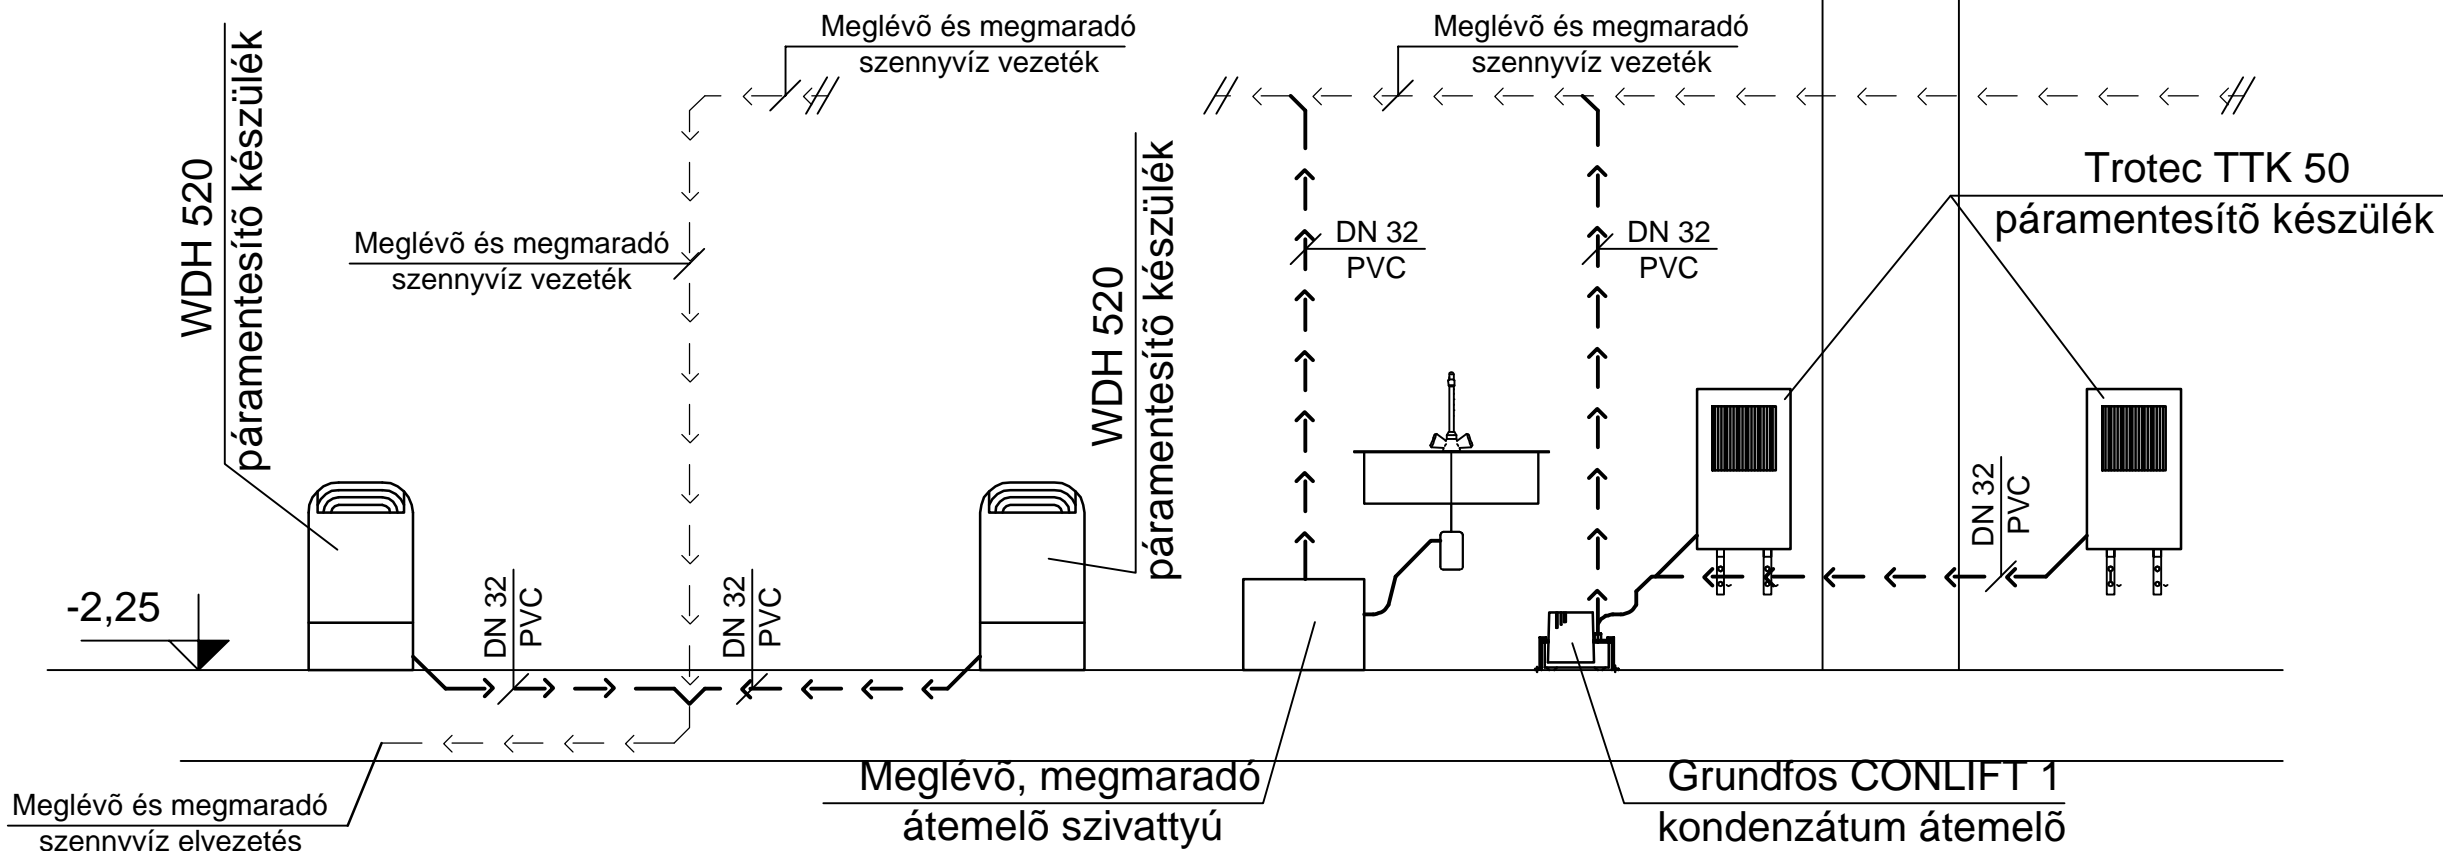 Meglévõ és megmaradó
szennyvíz vezeték
Meglévõ és megmaradó
szennyvíz vezeték
WDH 520
páramentesítõ készülék
WDH 520
páramentesítõ készülék
Trotec TTK 50
páramentesítõ készülék
Meglévõ és megmaradó
szennyvíz vezeték
DN 32
PVC
DN 32
PVC
DN 32
PVC
-2,25
DN 32
PVC
DN 32
PVC
Meglévõ és megmaradó
szennyvíz elvezetés
Meglévõ, megmaradó
átemelõ szivattyú
Grundfos CONLIFT 1
kondenzátum átemelõ